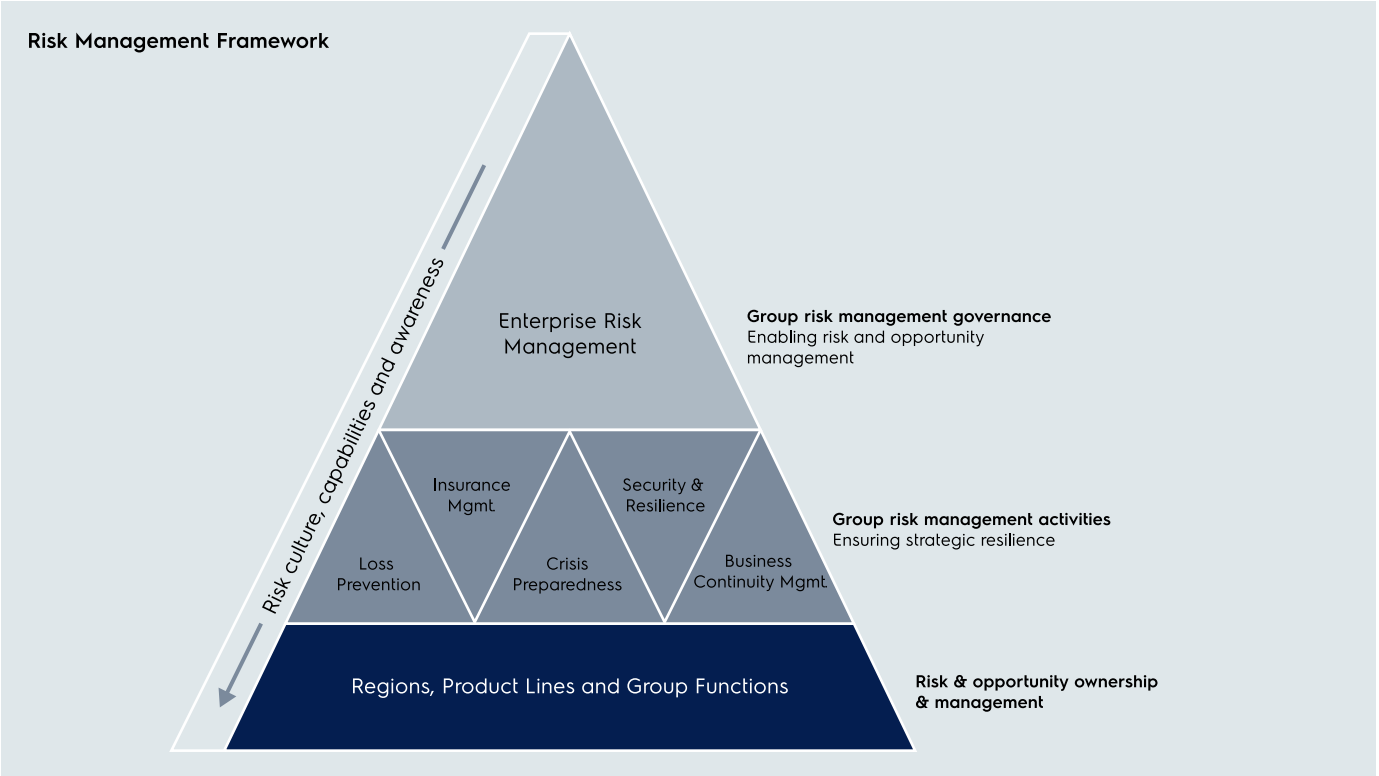 Risk Management Framework
Risk culture, capabilities and awareness
Enterprise Risk
Management
Group risk management governance
Enabling risk and opportunity
management
Insurance
Mgmt.
Security &
Resilience
Loss
Prevention
Crisis
Preparedness
Business
Continuity Mgmt.
Group risk management activities
Ensuring strategic resilience
Regions, Product Lines and Group Functions
Risk & opportunity ownership
& management